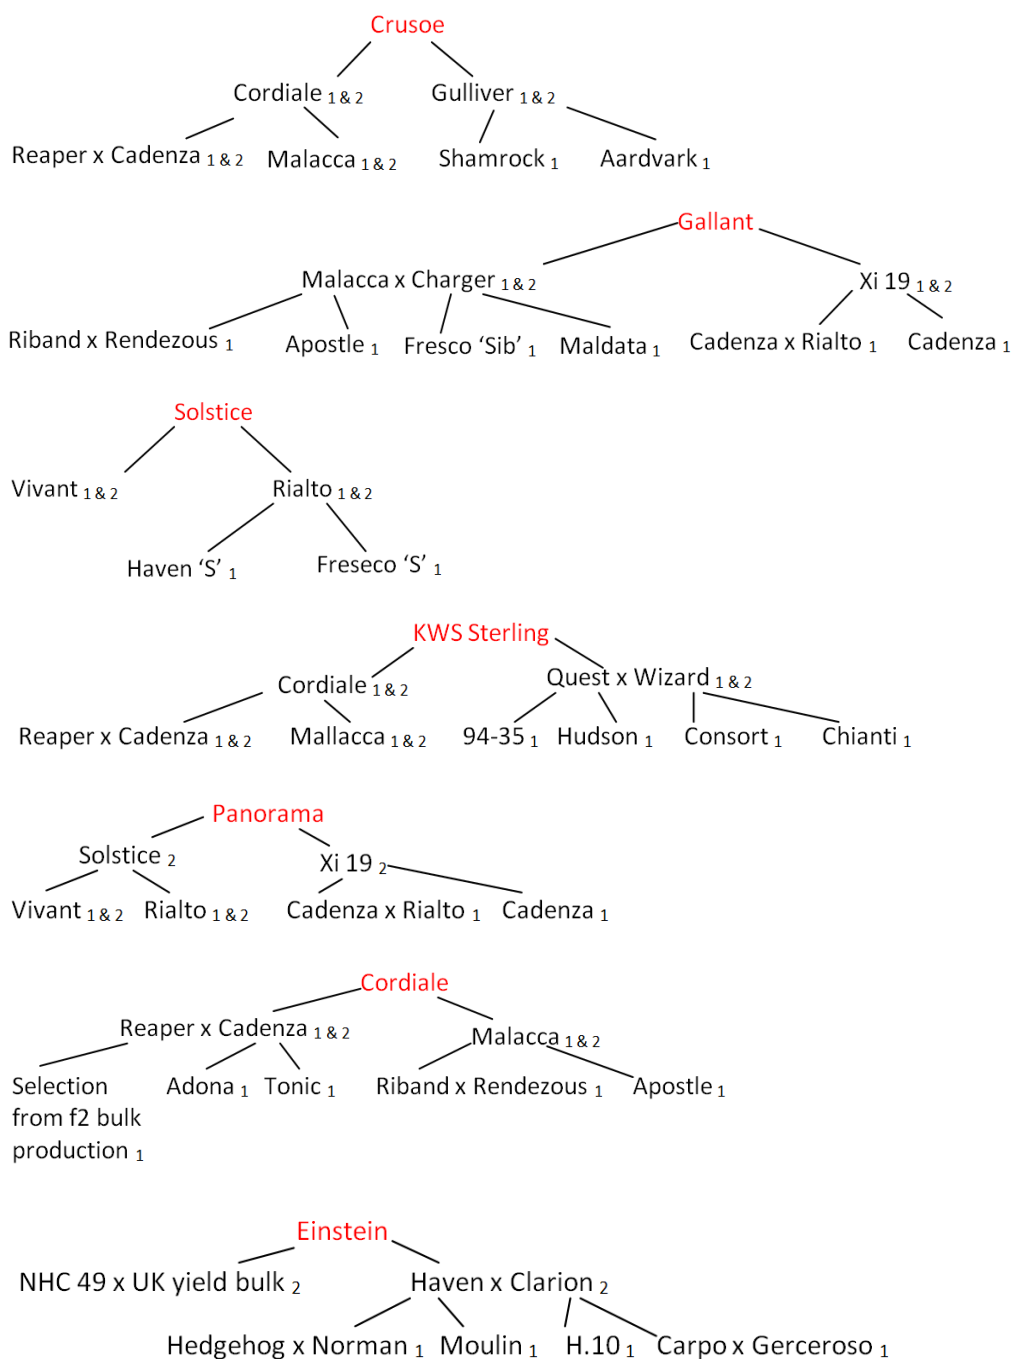 Crusoe
Cordiale 1 & 2 Gulliver 1 & 2
Reaper x Cadenza 1 & 2 Malacca 1 & 2 Shamrock 1 Aardvark 1
Gallant
Malacca x Charger 1 & 2 Xi 19 1 & 2
Riband x Rendezous 1 Apostle 1 Fresco ‘Sib’ 1 Maldata 1 Cadenza x Rialto 1 Cadenza 1
Solstice
Vivant 1 & 2 Rialto 1 & 2
Haven ‘S’ 1 Freseco ‘S’ 1
KWS Sterling
Cordiale 1 & 2 Quest x Wizard 1 & 2
Reaper x Cadenza 1 & 2 Mallacca 1 & 2 94-35 1 Hudson 1 Consort 1 Chianti 1
Panorama
Solstice 2 Xi 19 2
Vivant 1 & 2 Rialto 1 & 2 Cadenza x Rialto 1 Cadenza 1
Cordiale
Reaper x Cadenza 1 & 2 Malacca 1 & 2
Selection Adona 1 Tonic 1 Riband x Rendezous 1 Apostle 1
from f2 bulk
production 1
Einstein
NHC 49 x UK yield bulk 2 Haven x Clarion 2
Hedgehog x Norman 1 Moulin 1 H.10 1 Carpo x Gerceroso 1